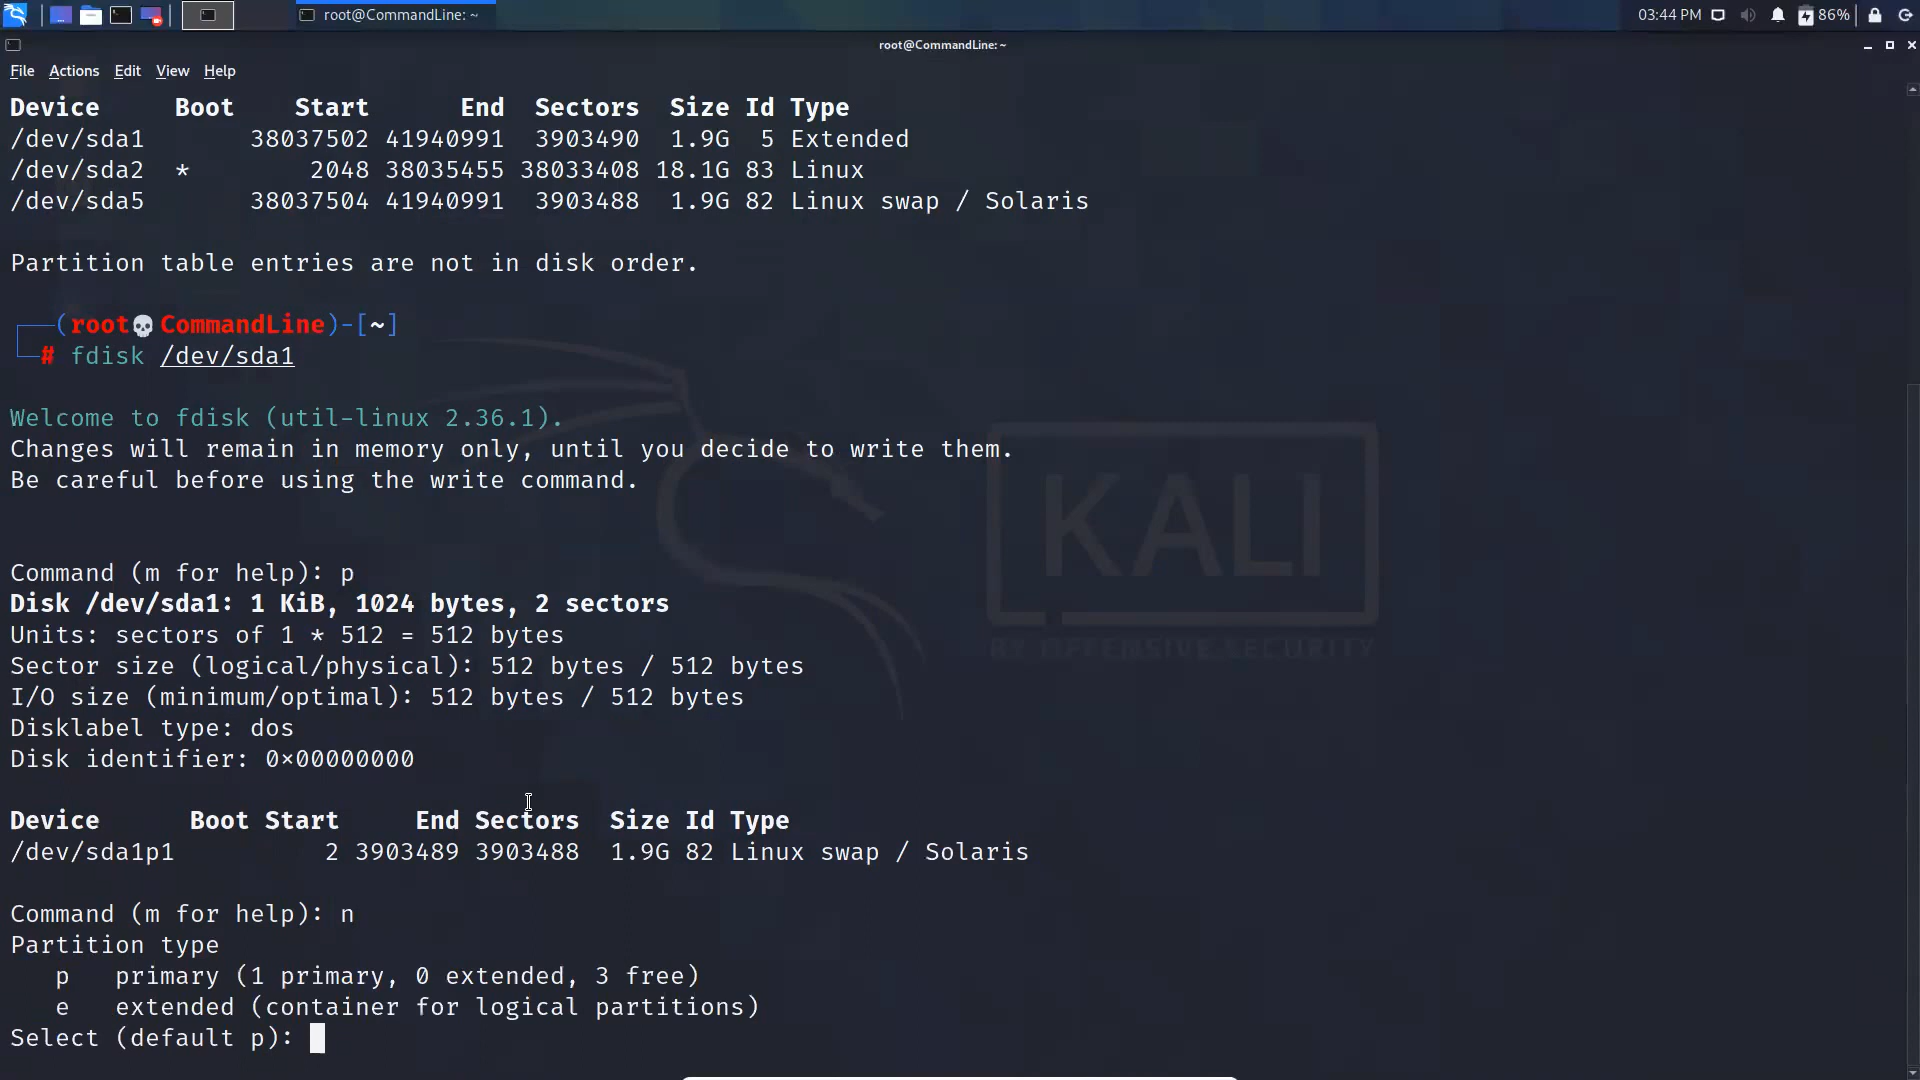 root@CommandLine: ~
03:44 PM
86%
root@CommandLine: ~
File Actions Edit View Help
Device Boot Start End Sectors Size Id Type
/dev/sda1 38037502 41940991 3903490 1.9G 5 Extended
/dev/sda2 * 2048 38035455 38033408 18.1G 83 Linux
/dev/sda5 38037504 41940991 3903488 1.9G 82 Linux swap / Solaris
Partition table entries are not in disk order.
(root💀CommandLine)-[~]
# fdisk /dev/sda1
Welcome to fdisk (util-linux 2.36.1).
Changes will remain in memory only, until you decide to write them.
Be careful before using the write command.
Command (m for help): p
Disk /dev/sda1: 1 KiB, 1024 bytes, 2 sectors
Units: sectors of 1 * 512 = 512 bytes
Sector size (logical/physical): 512 bytes / 512 bytes
I/O size (minimum/optimal): 512 bytes / 512 bytes
Disklabel type: dos
Disk identifier: 0×00000000
Device Boot Start End Sectors Size Id Type
/dev/sda1p1 2 3903489 3903488 1.9G 82 Linux swap / Solaris
Command (m for help): n
Partition type
p primary (1 primary, 0 extended, 3 free)
e extended (container for logical partitions)
Select (default p):
KALI
BY OFFENSIVE SECURITY